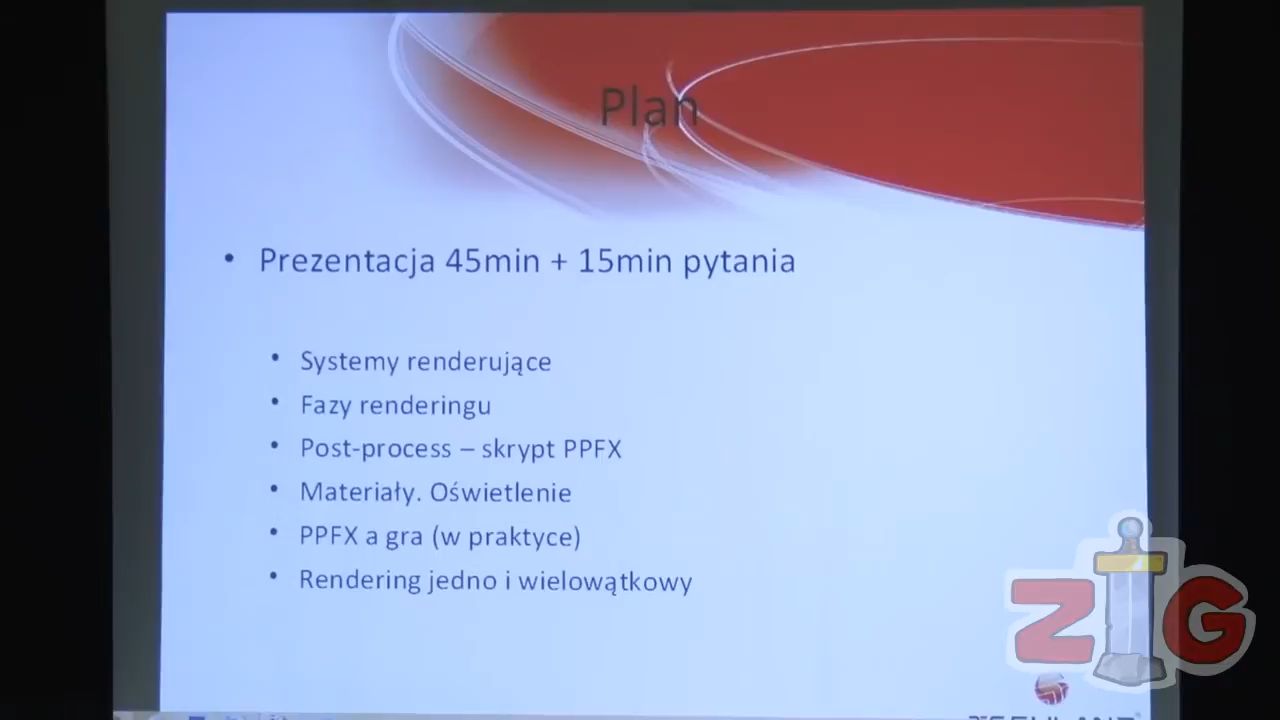 Plan
• Prezentacja 45min + 15min pytania
• Systemy renderujące
• Fazy renderingu
• Post-process – skrypt PPFX
• Materiały. Oświetlenie
• PPFX a gra (w praktyce)
• Rendering jedno i wielowątkowy
ZIG